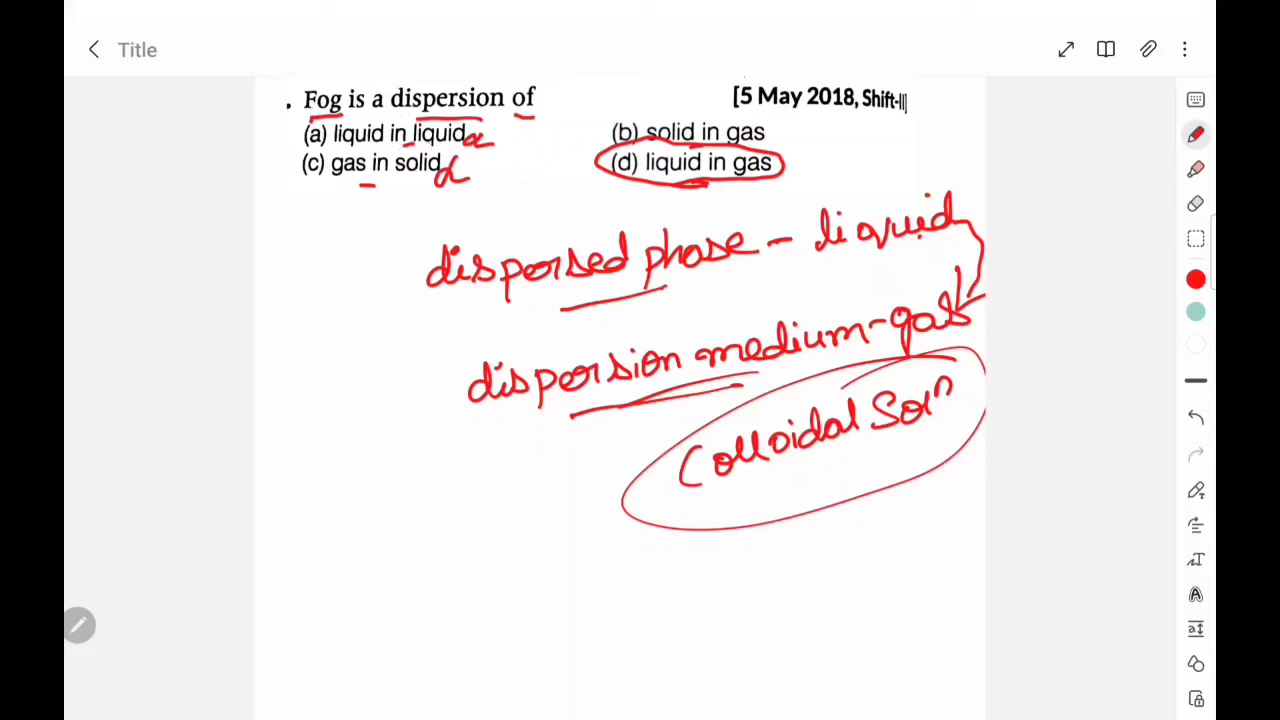 Title
. Fog is a dispersion of [5 May 2018, Shift-II]
(a) liquid in liquid (b) solid in gas
(c) gas in solid (d) liquid in gas
dispersed phase - liquid
dispersion medium - gas
Colloidal Solⁿ